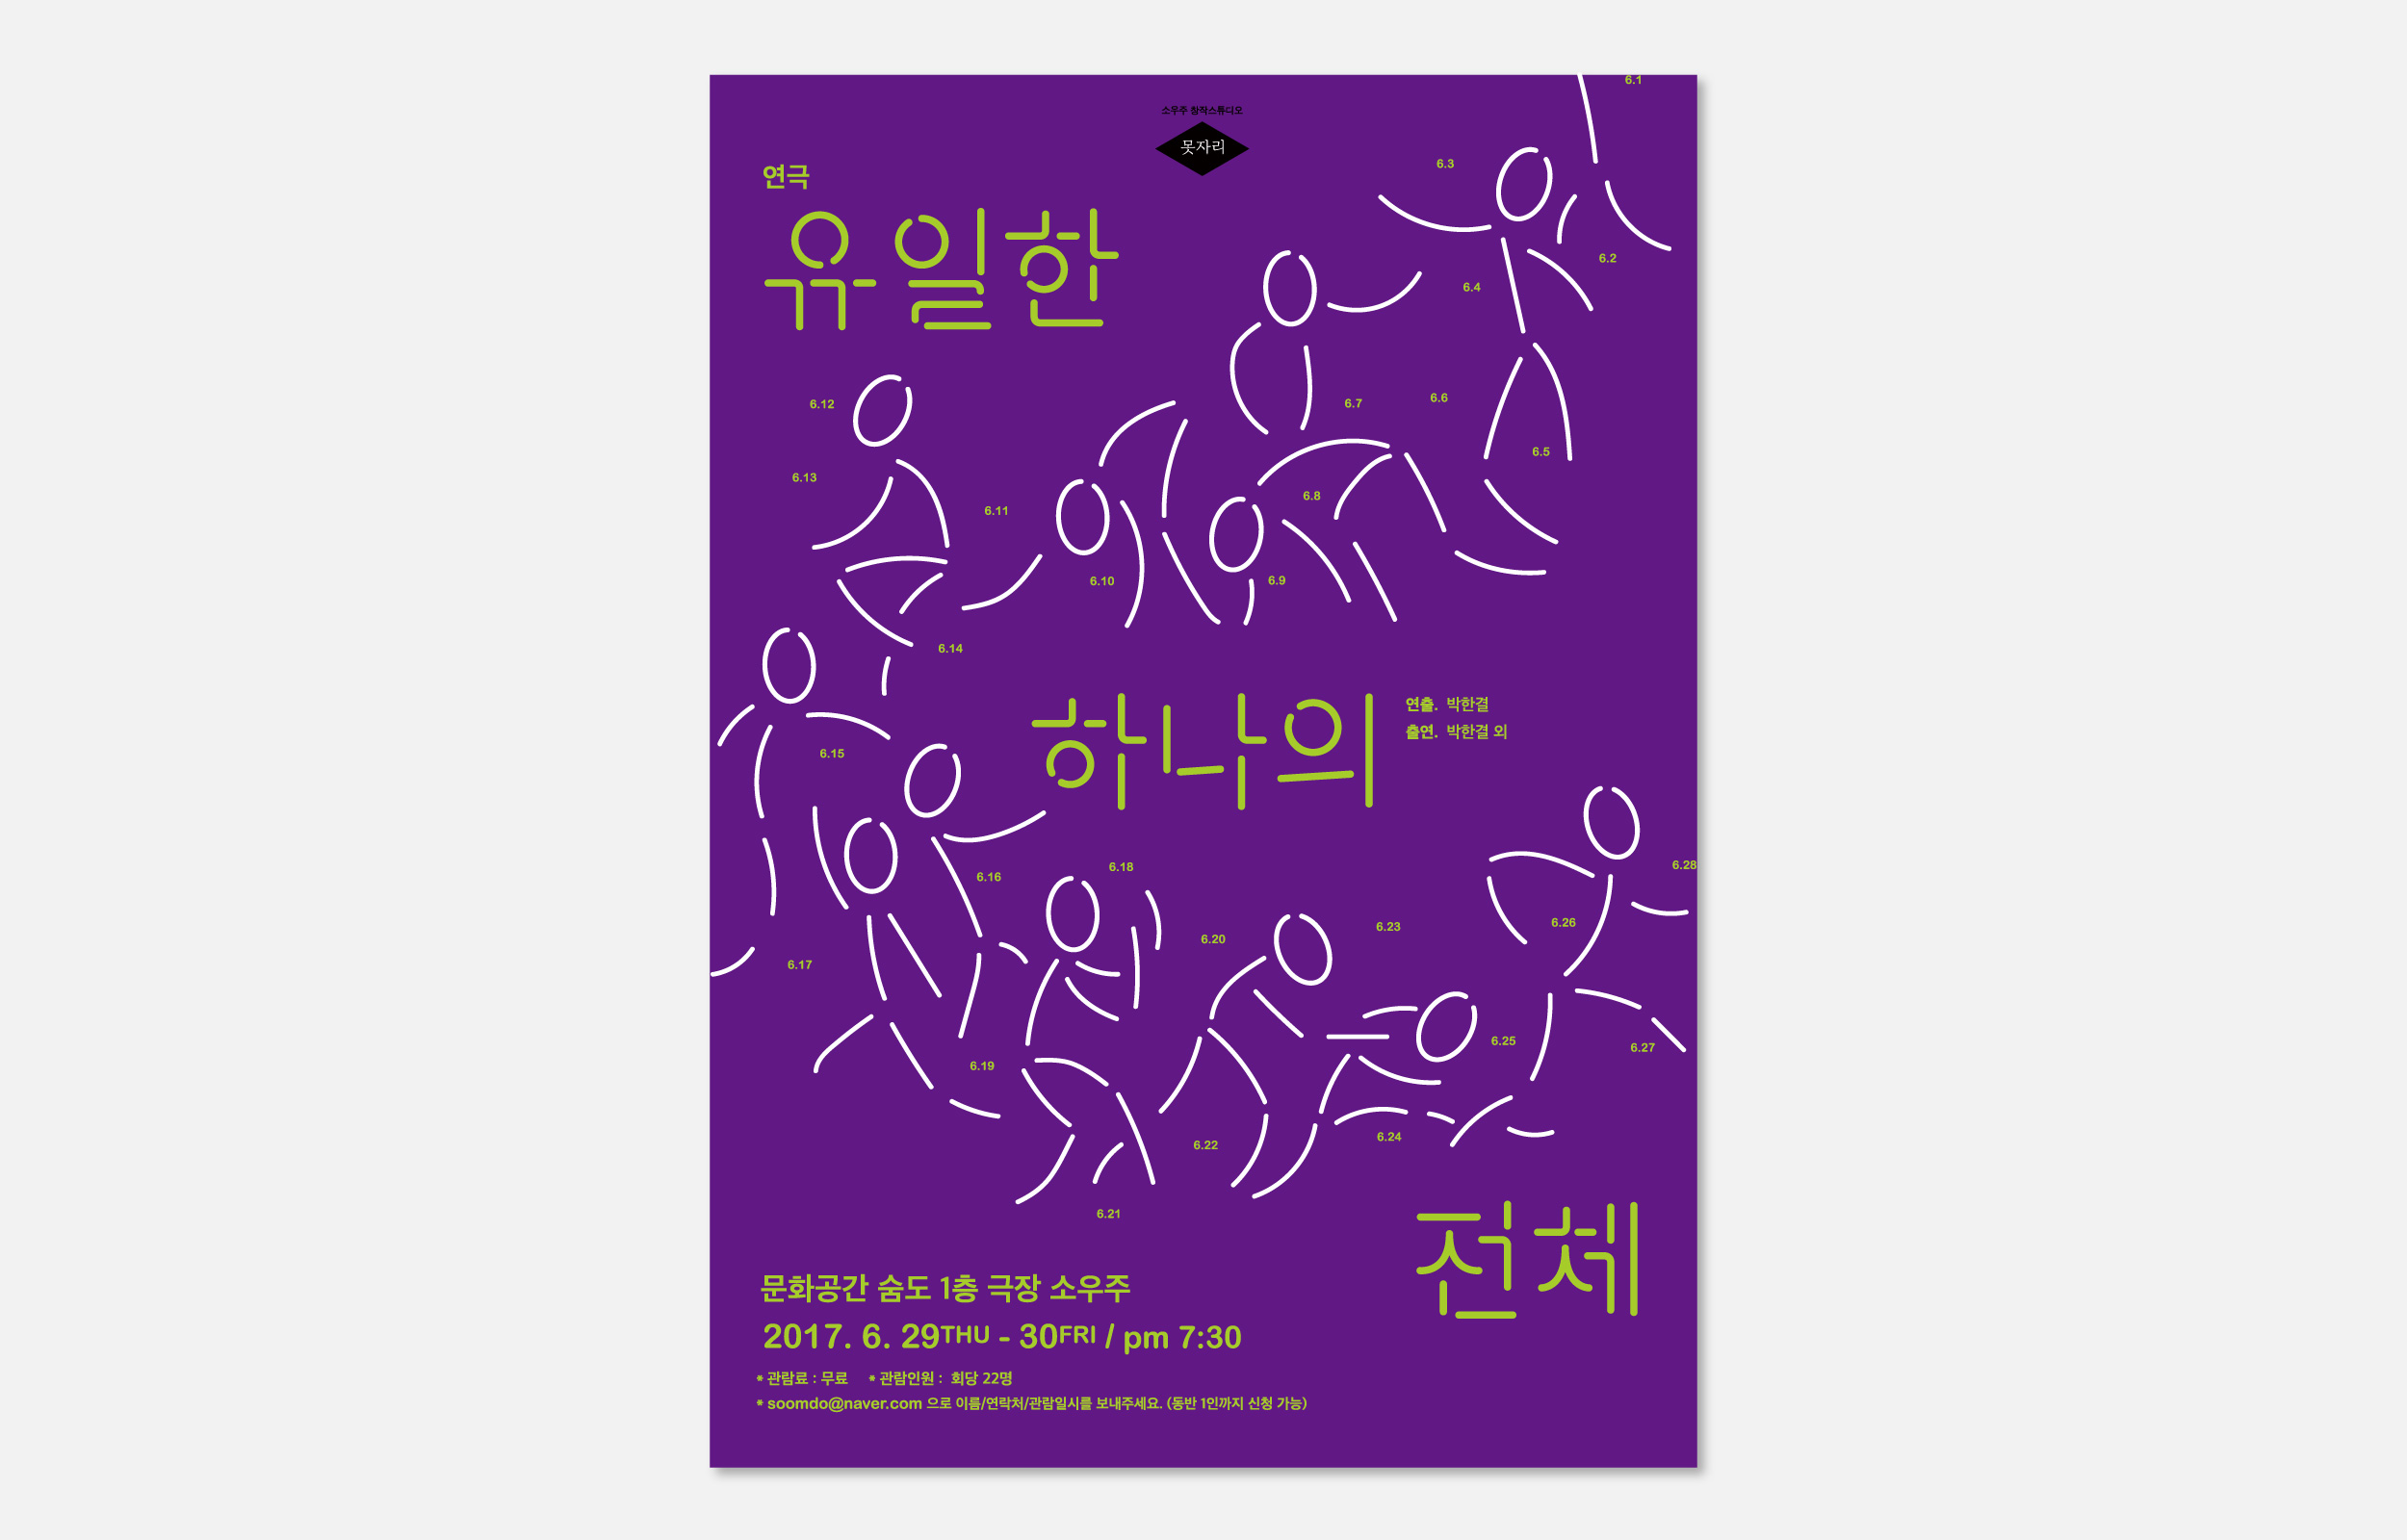 소우주 창작스튜디오
못자리
연극
유일한
하나의
전체
연출. 박한결
출연. 박한결 외
6.1
6.2
6.3
6.4
6.5
6.6
6.7
6.8
6.9
6.10
6.11
6.12
6.13
6.14
6.15
6.16
6.17
6.18
6.19
6.20
6.21
6.22
6.23
6.24
6.25
6.26
6.27
6.28
문화공간 숨도 1층 극장 소우주
2017. 6. 29THU - 30FRI / pm 7:30
* 관람료 : 무료 * 관람인원 : 회당 22명
* soomdo@naver.com 으로 이름/연락처/관람일시를 보내주세요. (동반 1인까지 신청 가능)